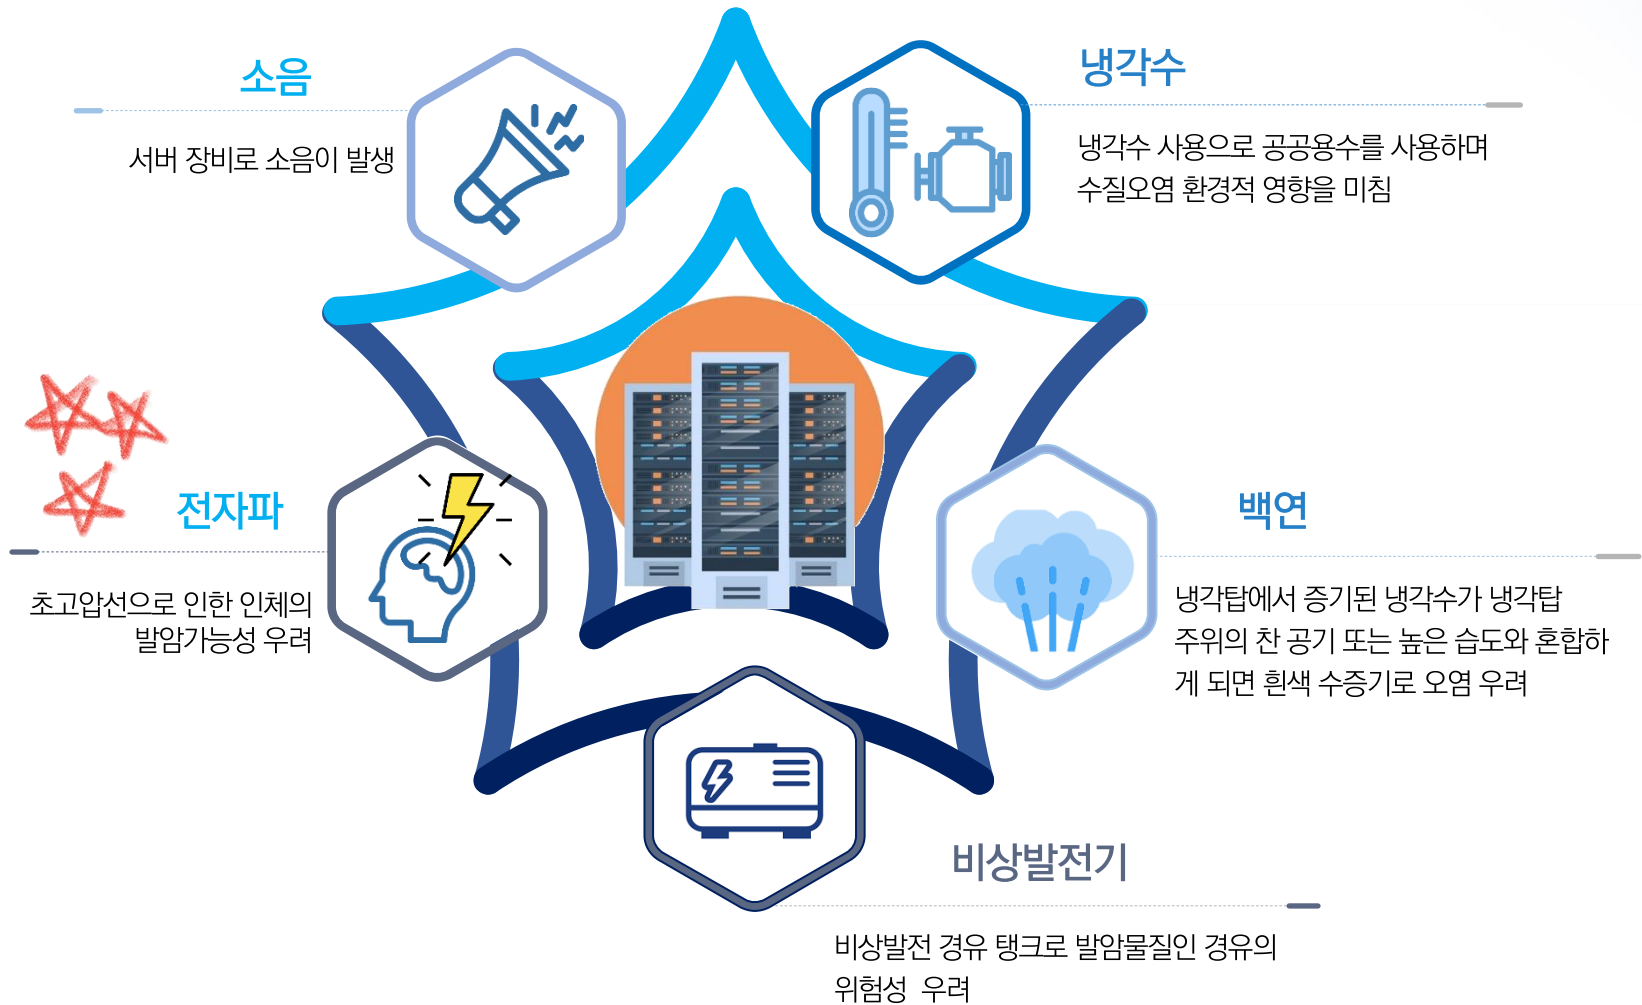 소음
서버 장비로 소음이 발생
냉각수
냉각수 사용으로 공공용수를 사용하며
수질오염 환경적 영향을 미침
전자파
초고압선으로 인한 인체의
발암가능성 우려
백연
냉각탑에서 증기된 냉각수가 냉각탑
주위의 찬 공기 또는 높은 습도와 혼합하
게 되면 흰색 수증기로 오염 우려
비상발전기
비상발전 경유 탱크로 발암물질인 경유의
위험성 우려